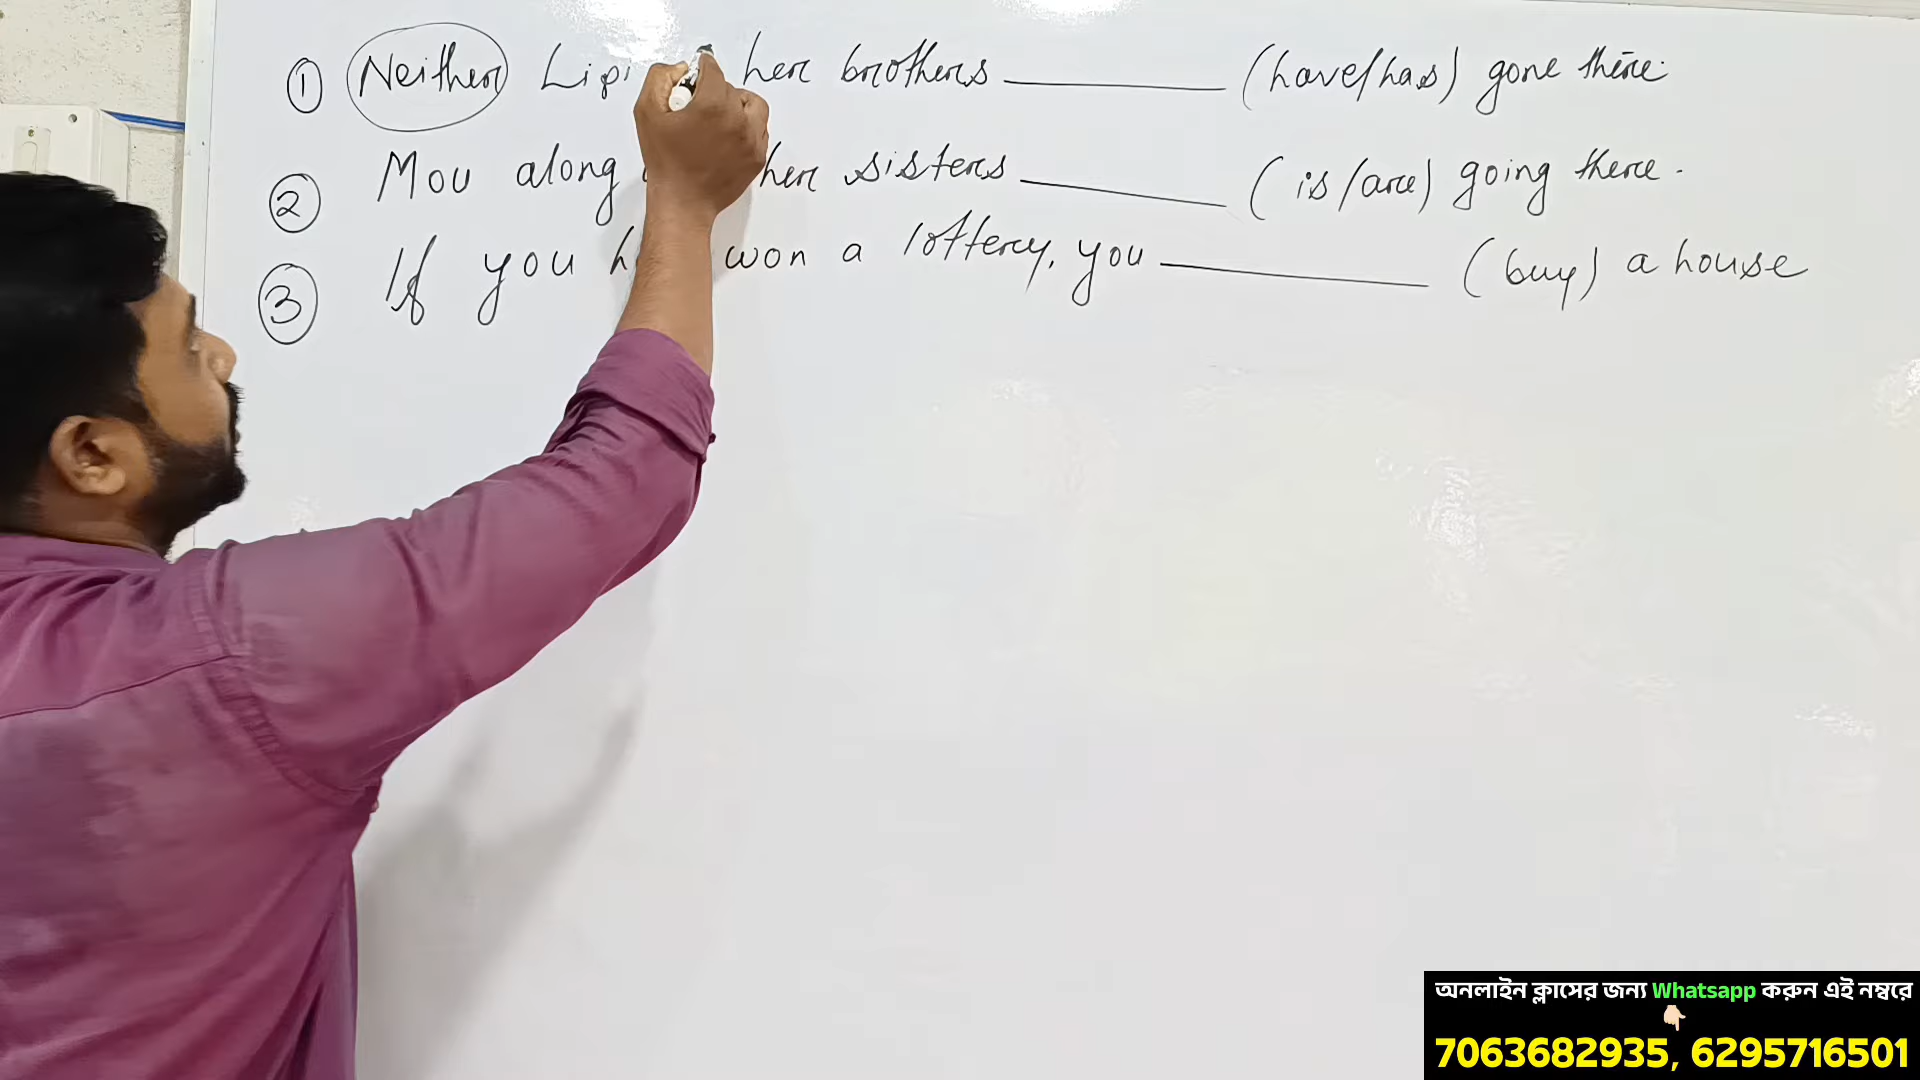 ① Neither Lipi her brothers ______ (have/has) gone there.
② Mou along her sisters ______ (is/are) going there.
③ If you won a lottery, you ______ (buy) a house
অনলাইন ক্লাসের জন্য Whatsapp করুন এই নম্বরে
👇🏻
7063682935, 6295716501